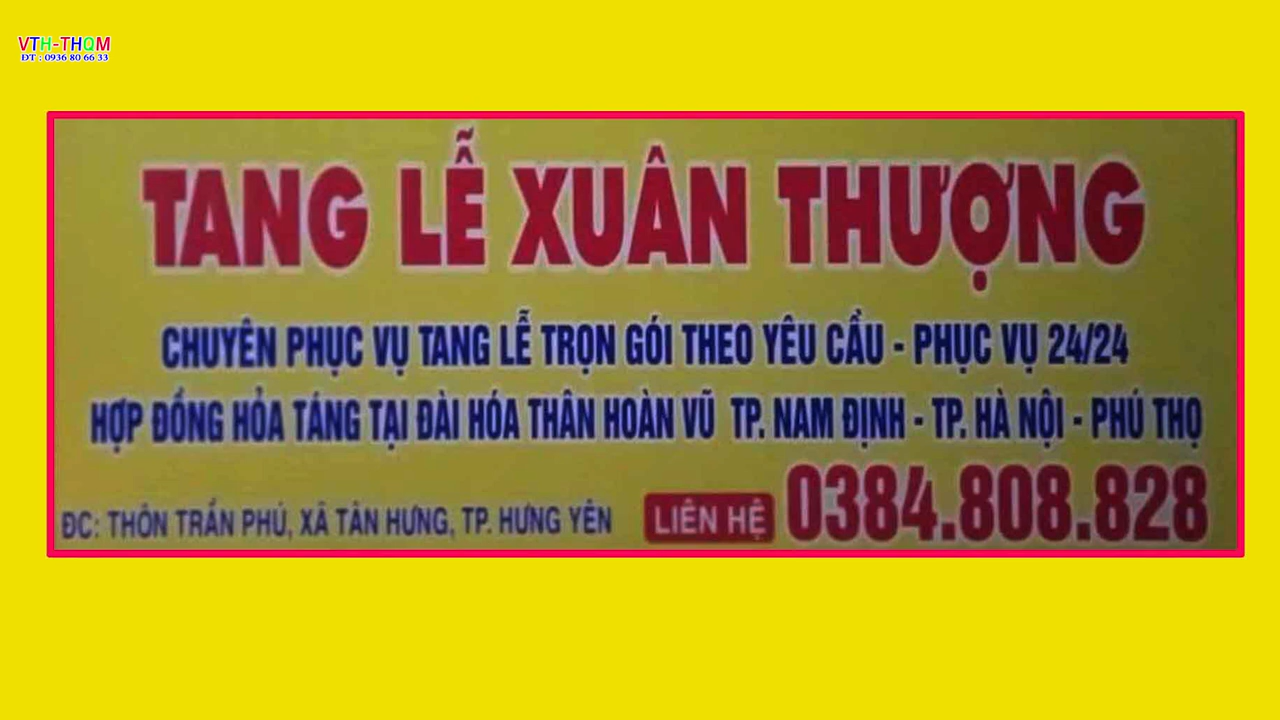 VTH-THQM
ĐT : 0936 80 66 33
TANG LỄ XUÂN THƯỢNG
CHUYÊN PHỤC VỤ TANG LỄ TRỌN GÓI THEO YÊU CẦU - PHỤC VỤ 24/24
HỢP ĐỒNG HỎA TÁNG TẠI ĐÀI HÓA THÂN HOÀN VŨ TP. NAM ĐỊNH - TP. HÀ NỘI - PHÚ THỌ
ĐC: THÔN TRẦN PHÚ, XÃ TÂN HƯNG, TP. HƯNG YÊN
LIÊN HỆ 0384.808.828